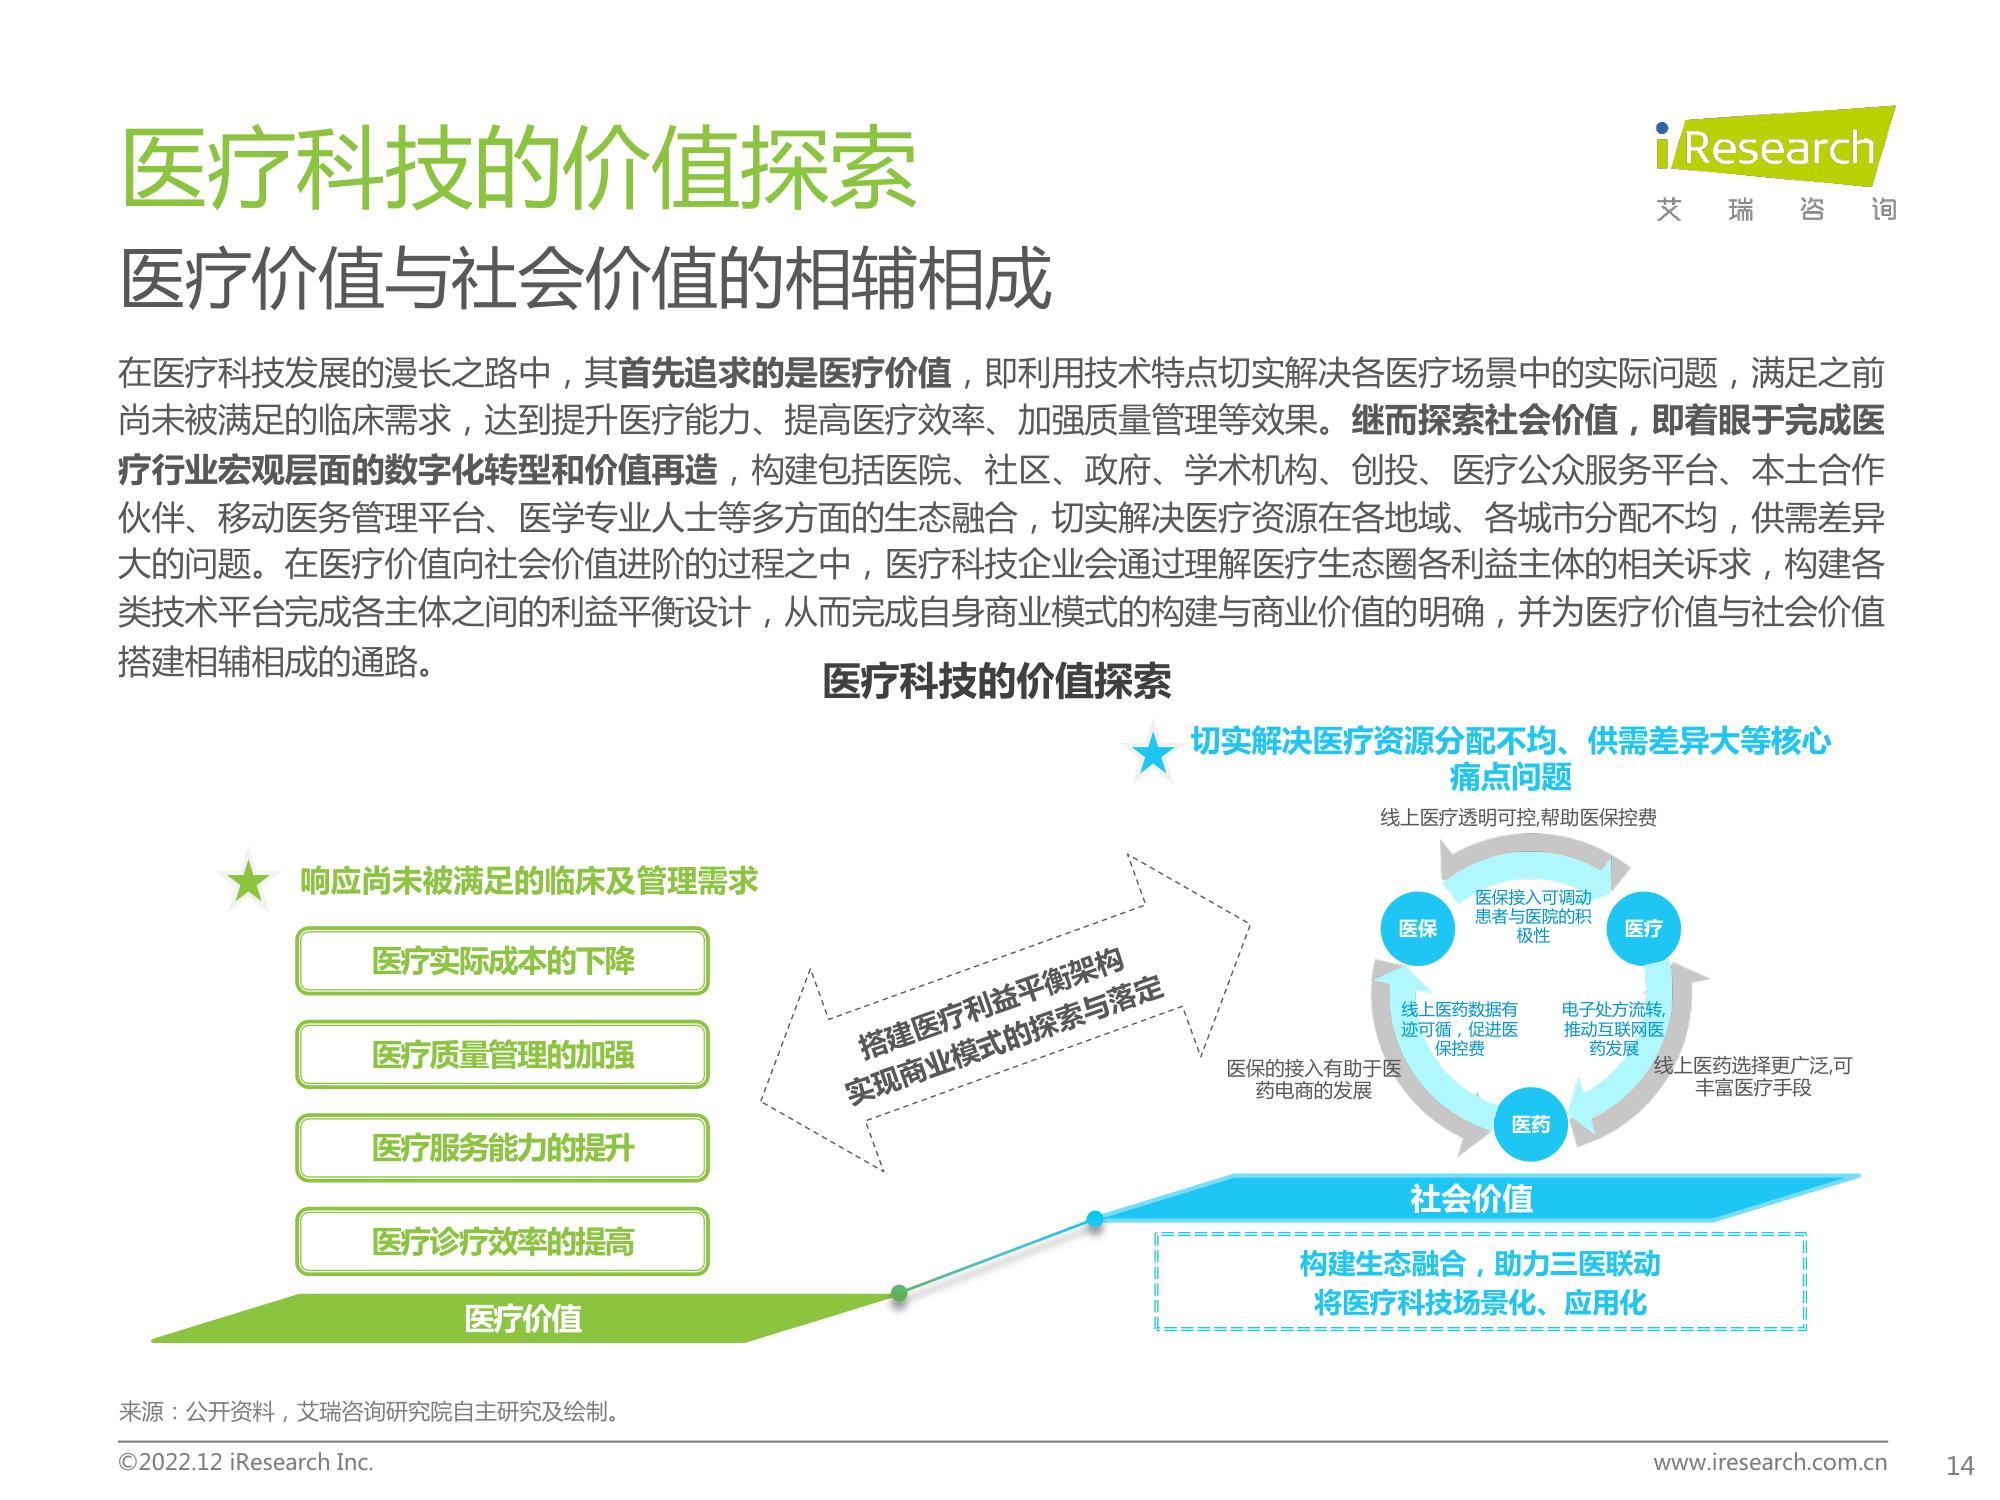 医疗科技的价值探索
iResearch
艾瑞咨询
医疗价值与社会价值的相辅相成
在医疗科技发展的漫长之路中，其首先追求的是医疗价值，即利用技术特点切实解决各医疗场景中的实际问题，满足之前
尚未被满足的临床需求，达到提升医疗能力、提高医疗效率、加强质量管理等效果。继而探索社会价值，即着眼于完成医
疗行业宏观层面的数字化转型和价值再造，构建包括医院、社区、政府、学术机构、创投、医疗公众服务平台、本土合作
伙伴、移动医务管理平台、医学专业人士等多方面的生态融合，切实解决医疗资源在各地域、各城市分配不均，供需差异
大的问题。在医疗价值向社会价值进阶的过程之中，医疗科技企业会通过理解医疗生态圈各利益主体的相关诉求，构建各
类技术平台完成各主体之间的利益平衡设计，从而完成自身商业模式的构建与商业价值的明确，并为医疗价值与社会价值
搭建相辅相成的通路。
医疗科技的价值探索
切实解决医疗资源分配不均、供需差异大等核心
痛点问题
线上医疗透明可控,帮助医保控费
响应尚未被满足的临床及管理需求
医疗实际成本的下降
医疗质量管理的加强
医疗服务能力的提升
医疗诊疗效率的提高
医疗价值
搭建医疗利益平衡架构
实现商业模式的探索与落定
医保
医保接入可调动
患者与医院的积
极性
医疗
线上医药数据有
迹可循，促进医
保控费
电子处方流转,
推动互联网医
药发展
医保的接入有助于医
药电商的发展
线上医药选择更广泛,可
丰富医疗手段
医药
社会价值
构建生态融合，助力三医联动
将医疗科技场景化、应用化
来源：公开资料，艾瑞咨询研究院自主研究及绘制。
©2022.12 iResearch Inc.
www.iresearch.com.cn
14